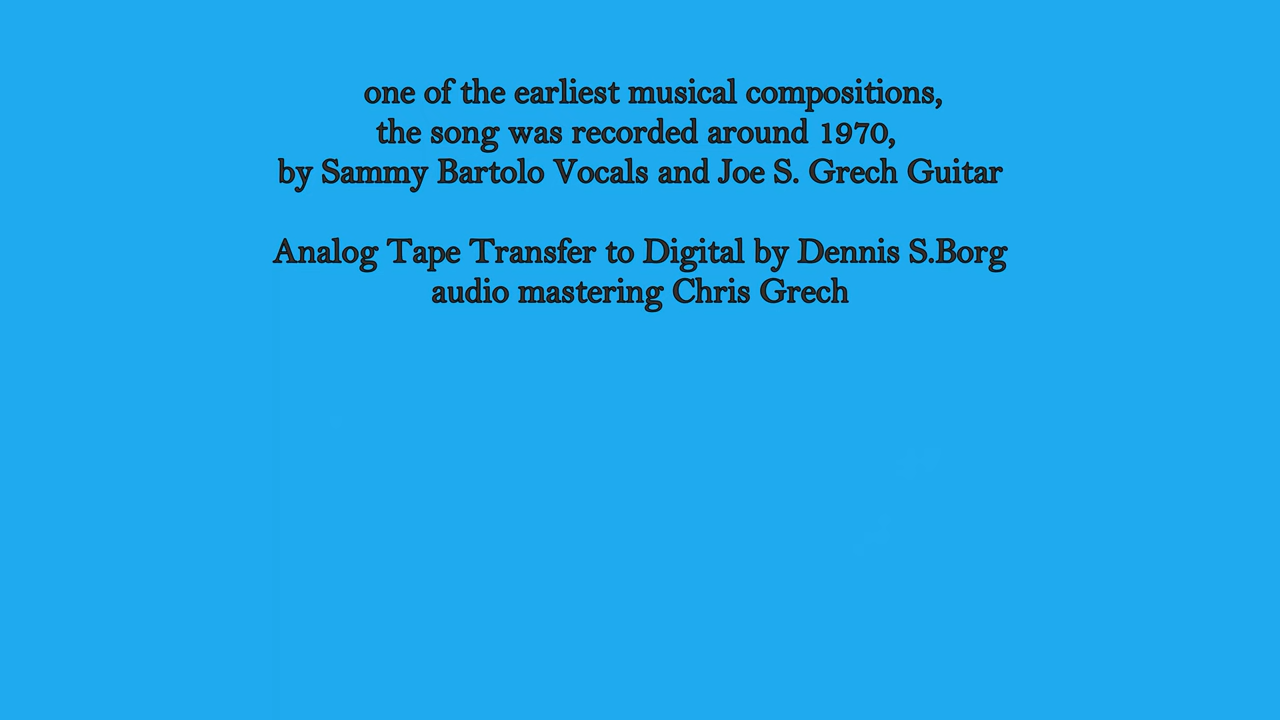 one of the earliest musical compositions,
the song was recorded around 1970,
by Sammy Bartolo Vocals and Joe S. Grech Guitar
Analog Tape Transfer to Digital by Dennis S.Borg
audio mastering Chris Grech